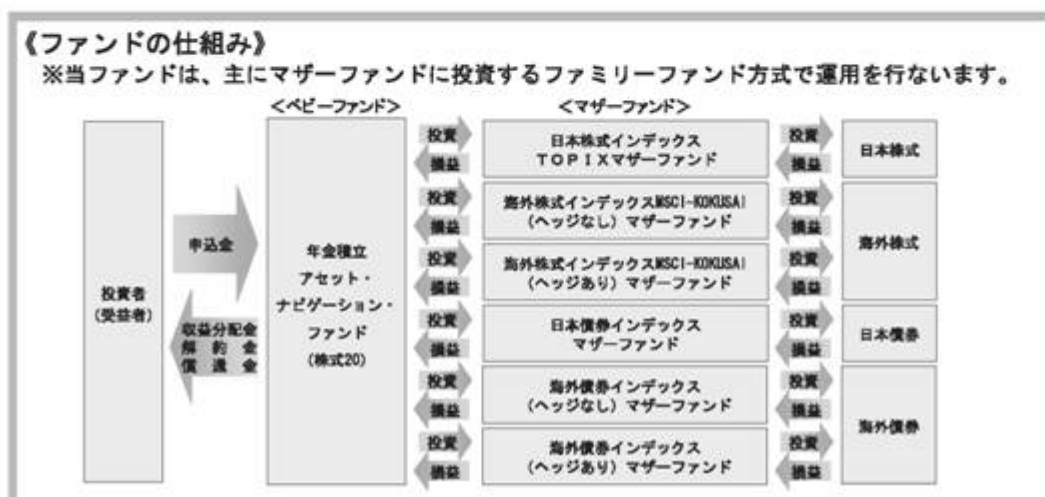 《ファンドの仕組み》
※当ファンドは、主にマザーファンドに投資するファミリーファンド方式で運用を行ないます。
<ベビーファンド>
<マザーファンド>
投資者
(受益者)
申込金
収益分配金
解約金
償還金
年金積立
アセット・
ナビゲーション・
ファンド
(株式20)
投資
損益
日本株式インデックス
TOPIXマザーファンド
投資
損益
日本株式
投資
損益
海外株式インデックスMSCI-KOKUSAI
(ヘッジなし)マザーファンド
投資
損益
海外株式
投資
損益
海外株式インデックスMSCI-KOKUSAI
(ヘッジあり)マザーファンド
投資
損益
投資
損益
日本債券インデックス
マザーファンド
投資
損益
日本債券
投資
損益
海外債券インデックス
(ヘッジなし)マザーファンド
投資
損益
海外債券
投資
損益
海外債券インデックス
(ヘッジあり)マザーファンド
投資
損益